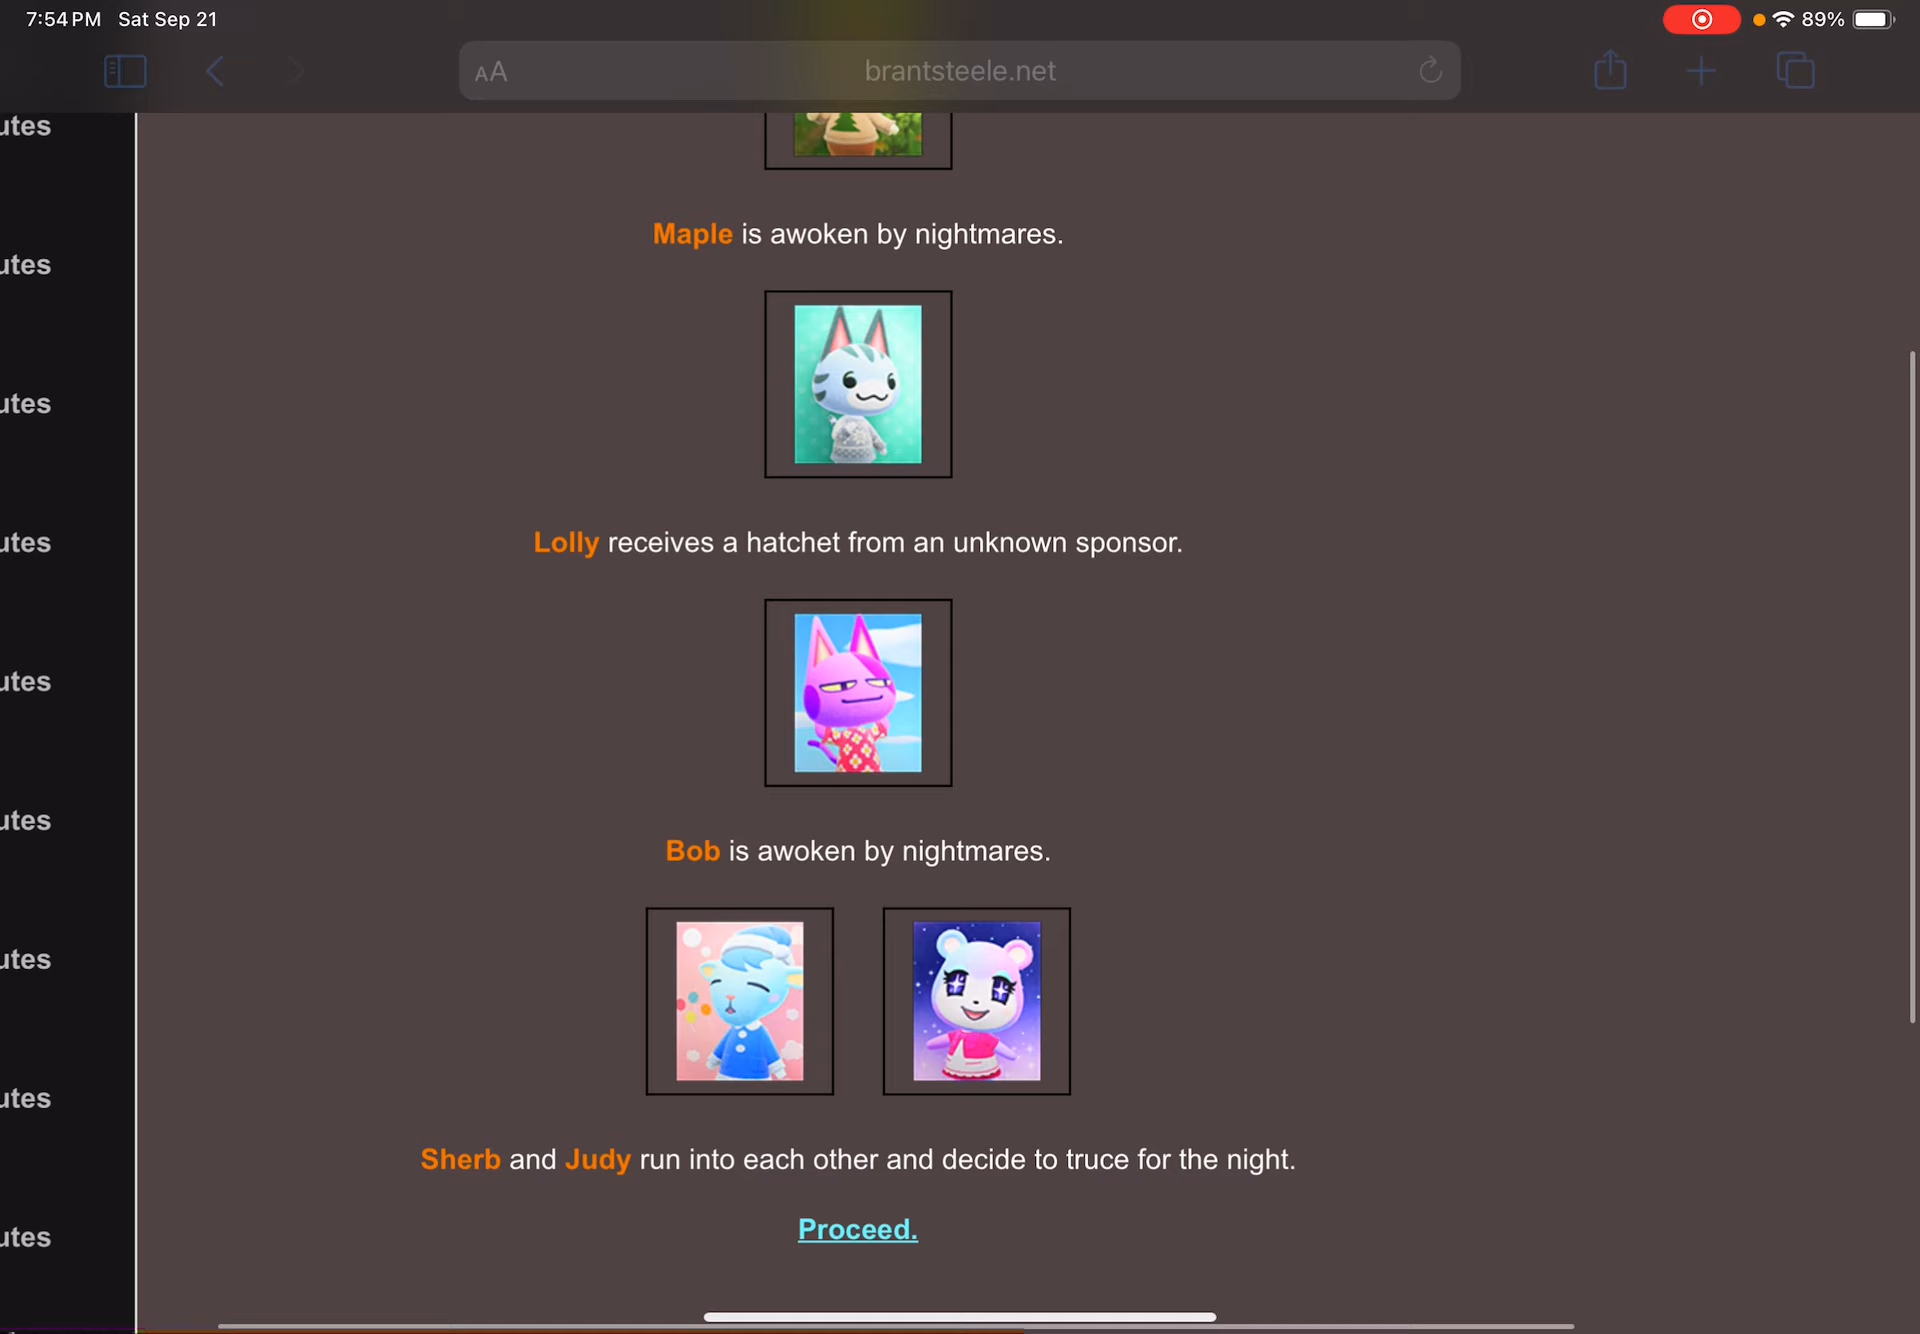 7:54 PM Sat Sep 21
89%
AA
brantsteele.net
utes
Maple is awoken by nightmares.
utes
utes
Lolly receives a hatchet from an unknown sponsor.
utes
utes
Bob is awoken by nightmares.
utes
utes
utes
Sherb and Judy run into each other and decide to truce for the night.
Proceed.
utes